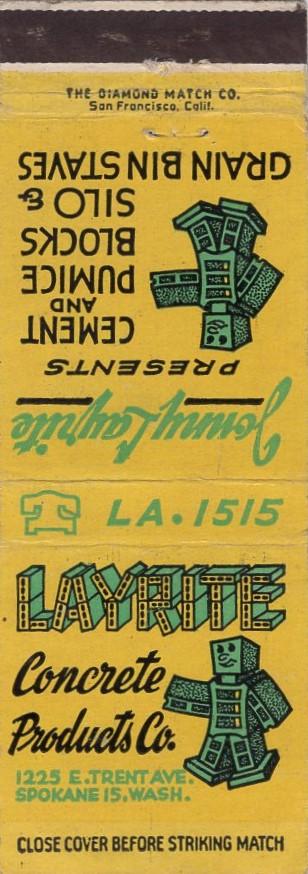 THE DIAMOND MATCH CO.
San Francisco, Calif.
Jonny Layrite
PRESENTS
CEMENT
AND
PUMICE
BLOCKS
SILO &
GRAIN BIN STAVES
LA. 1515
LAYRITE
Concrete
Products Co.
1225 E. TRENT AVE.
SPOKANE 15, WASH.
CLOSE COVER BEFORE STRIKING MATCH